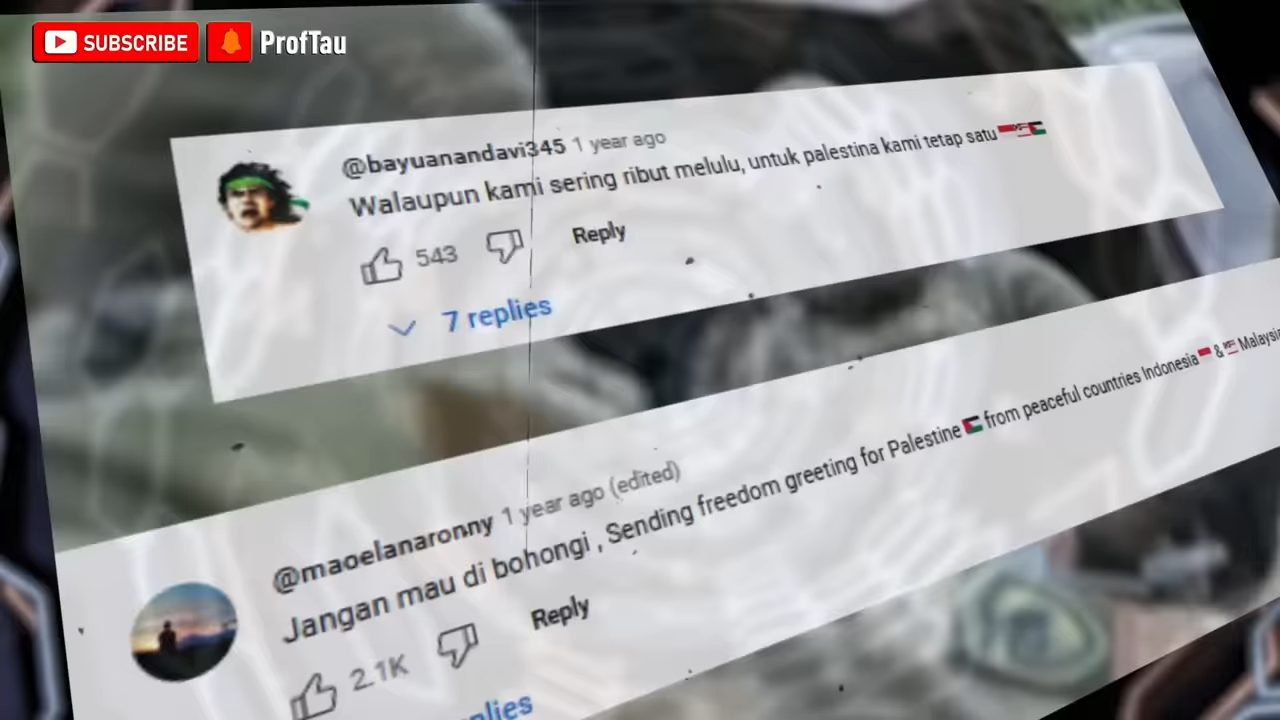 SUBSCRIBE ProfTau
@bayuanandavi345 1 year ago
Walaupun kami sering ribut melulu, untuk palestina kami tetap satu
543 Reply
7 replies
@maoelanaronny 1 year ago (edited)
Jangan mau di bohongi , Sending freedom greeting for Palestine from peaceful countries Indonesia &
2.1K Reply